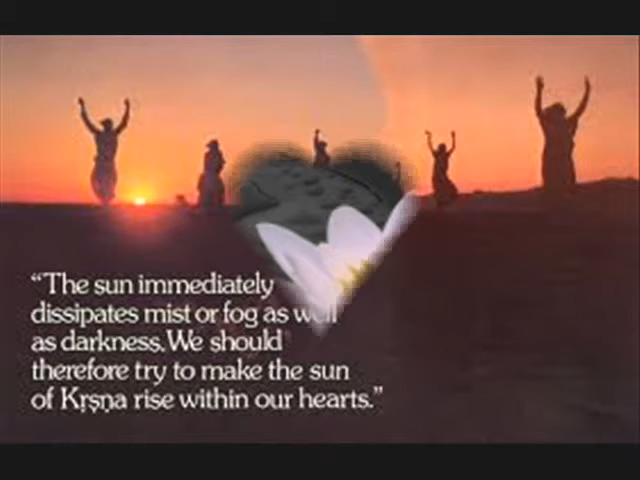 “The sun immediately
dissipates mist or fog as well
as darkness. We should
therefore try to make the sun
of Kṛṣṇa rise within our hearts.”